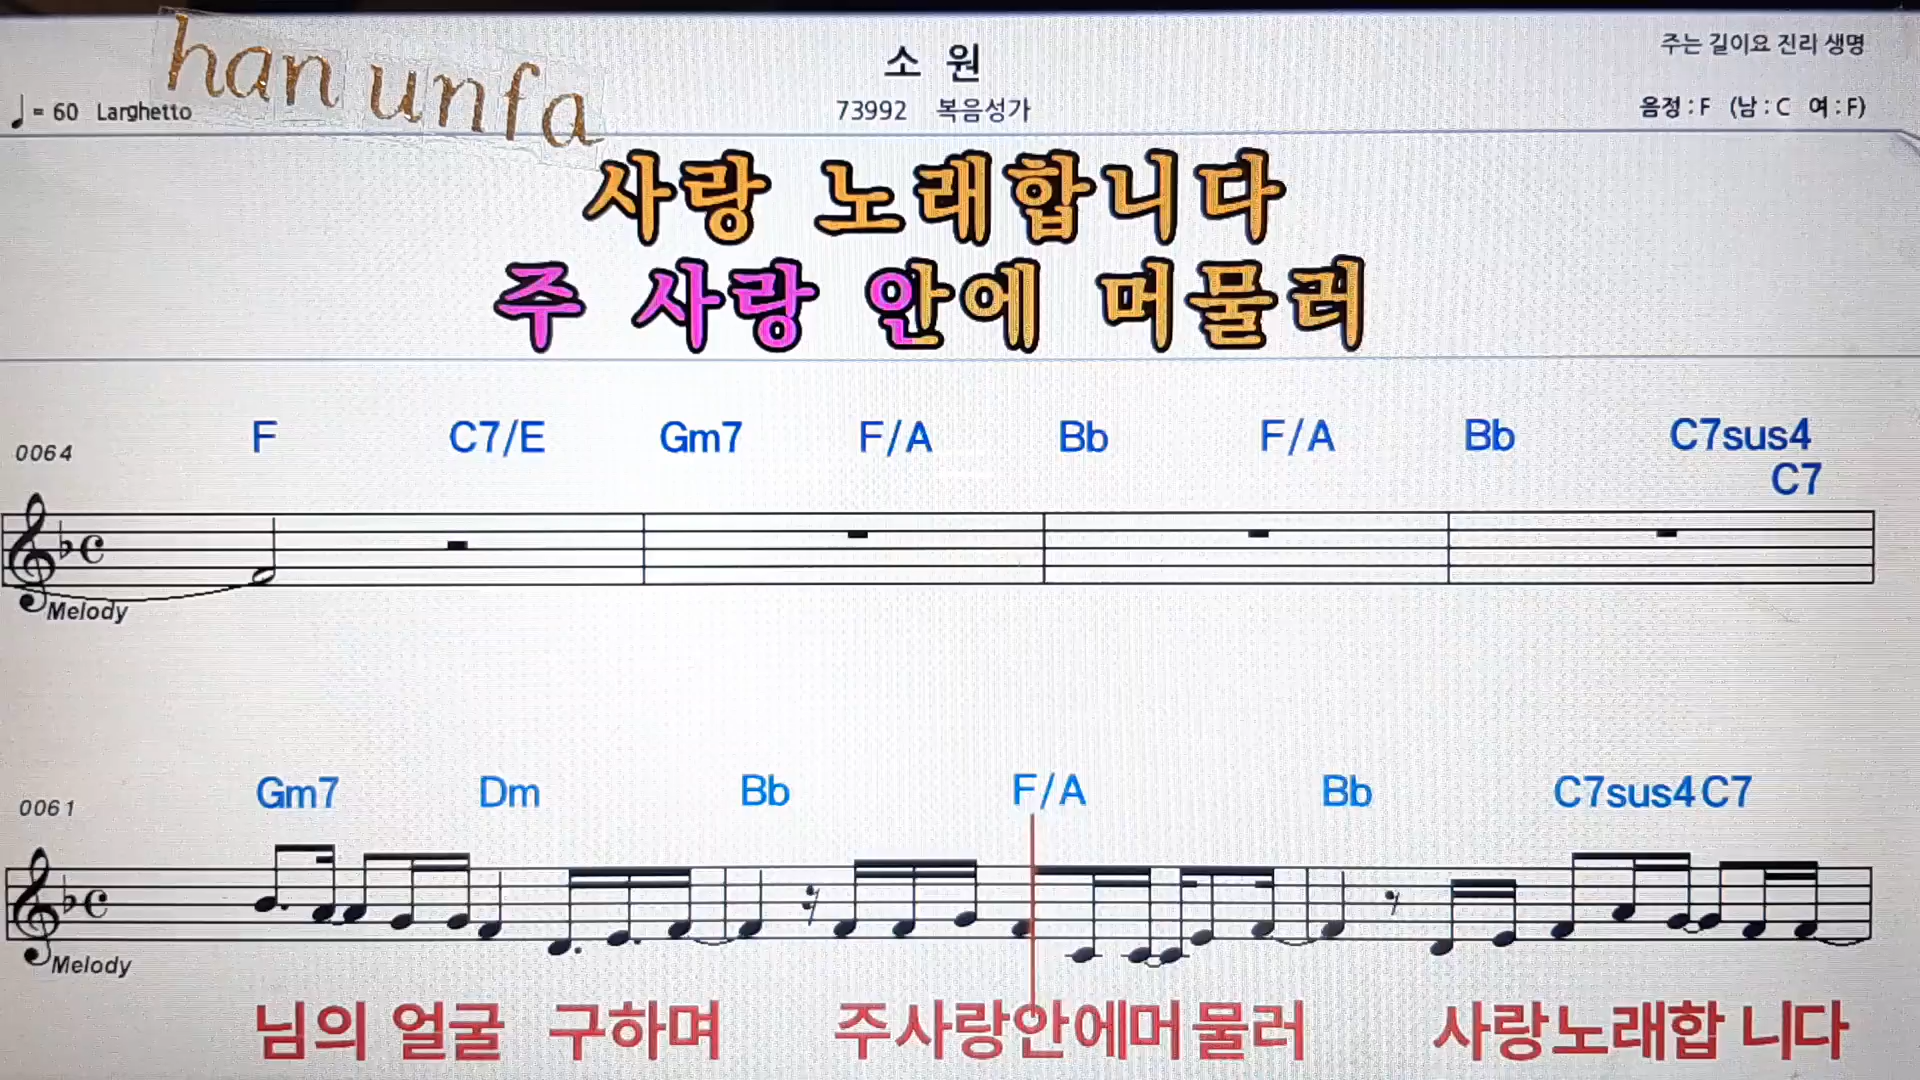 han unfa
소 원
주는 길이요 진리 생명
♩= 60 Larghetto
73992 복음성가
음정 : F (남 : C 여 : F)
사랑 노래합니다
주 사랑 안에 머물러
0064
F C7/E Gm7 F/A Bb F/A Bb C7sus4
C7
Melody
0061
Gm7 Dm Bb F/A Bb C7sus4 C7
Melody
님의 얼굴 구하며 주사랑안에머물러 사랑노래합 니다